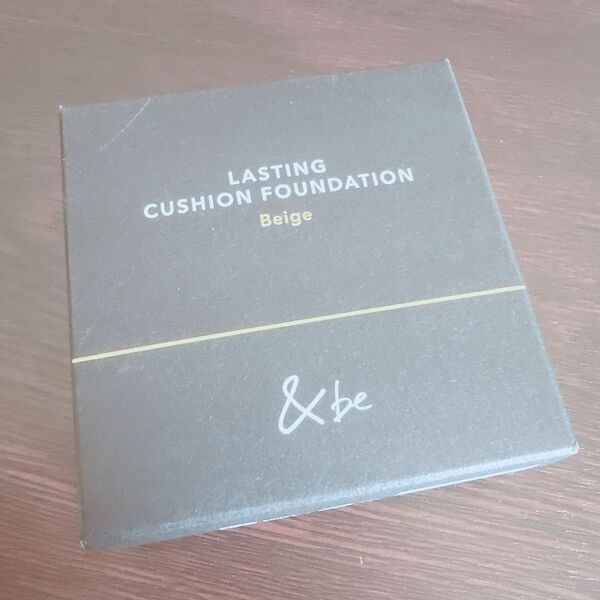 LASTING
CUSHION FOUNDATION
Beige
&be